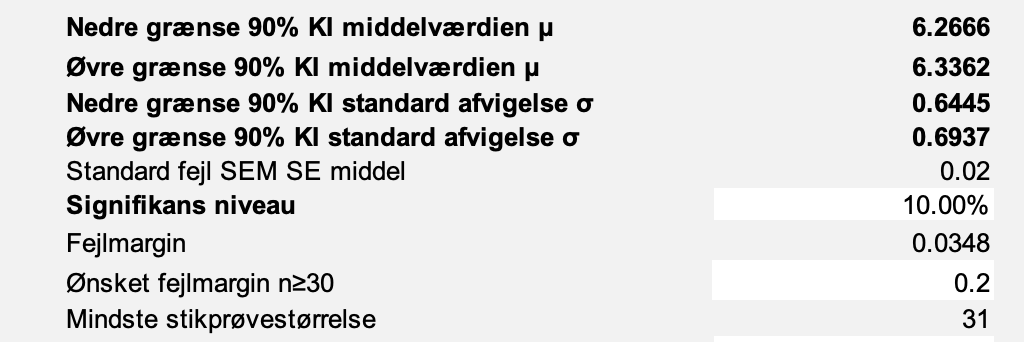 Nedre grænse 90% KI middelværdien μ 6.2666
Øvre grænse 90% KI middelværdien μ 6.3362
Nedre grænse 90% KI standard afvigelse σ 0.6445
Øvre grænse 90% KI standard afvigelse σ 0.6937
Standard fejl SEM SE middel 0.02
Signifikans niveau 10.00%
Fejlmargin 0.0348
Ønsket fejlmargin n≥30 0.2
Mindste stikprøvestørrelse 31